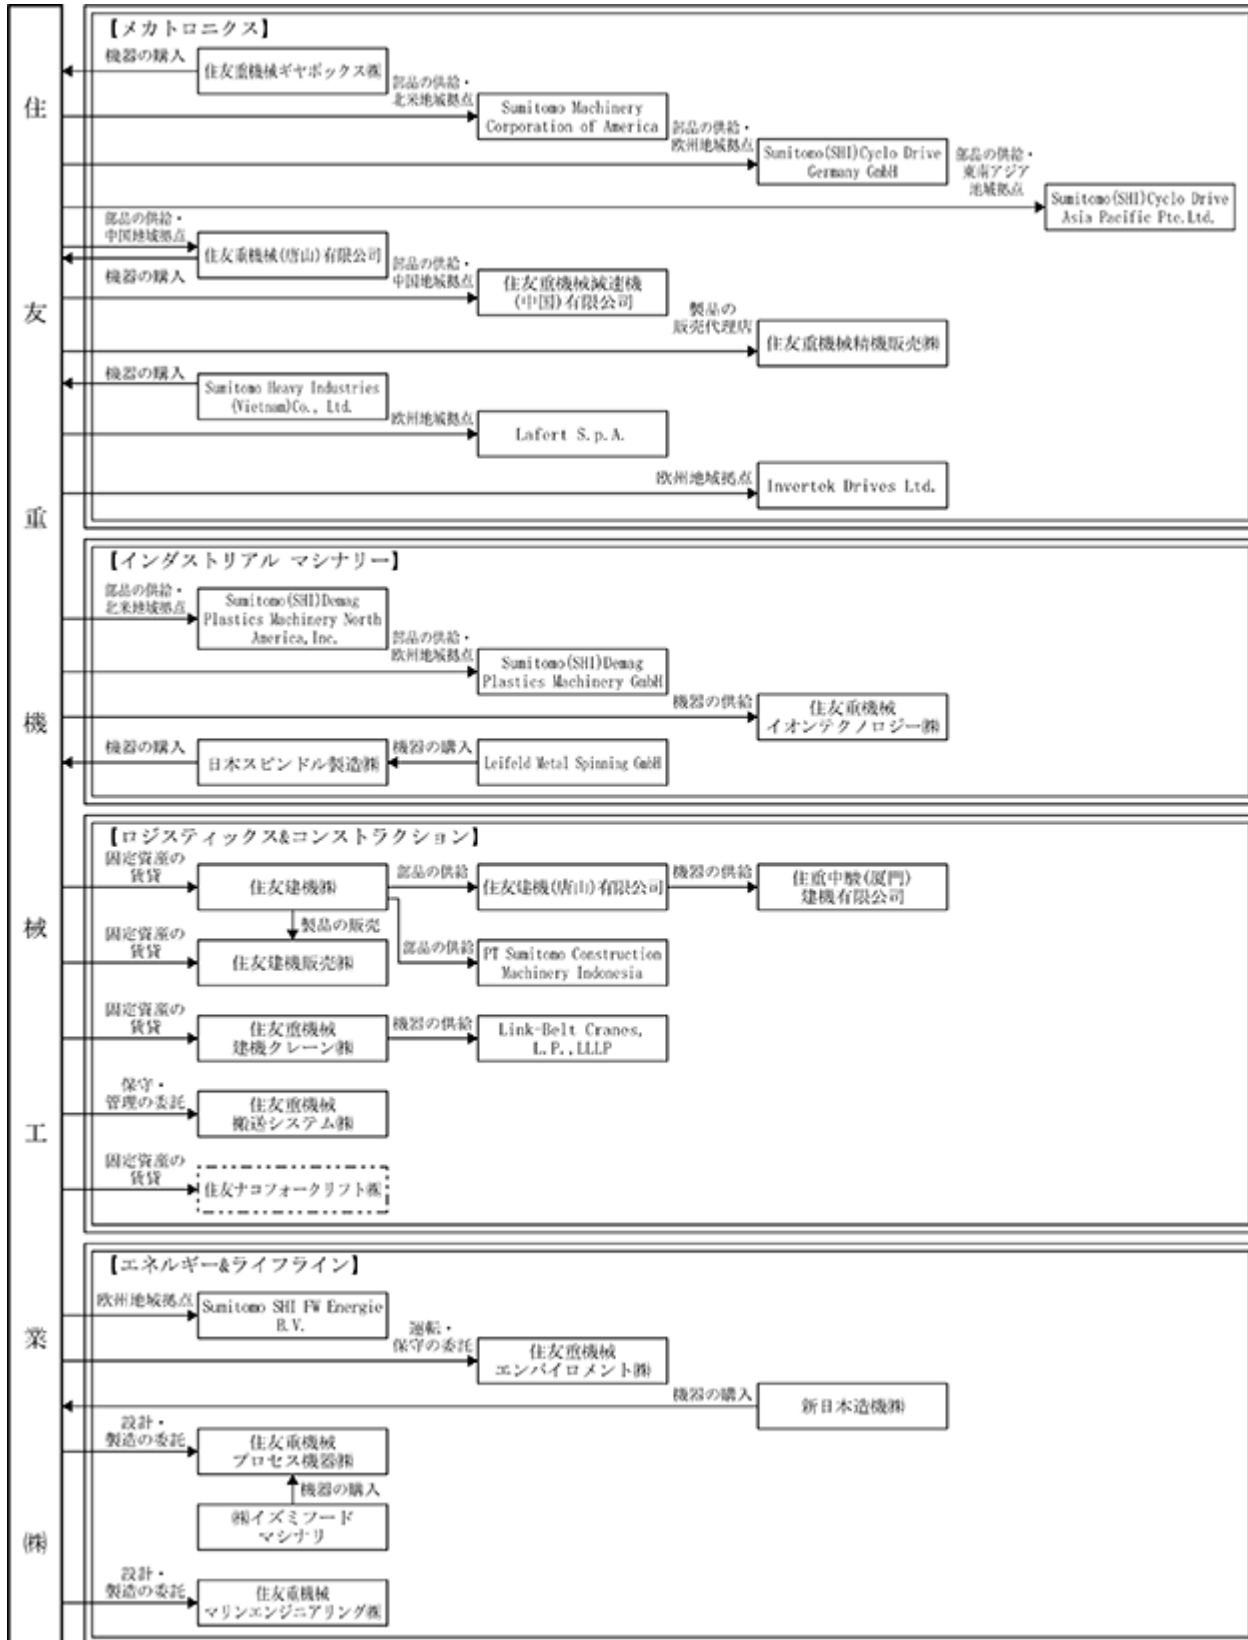 住友重機械工業㈱
【メカトロニクス】
機器の購入
住友重機械ギヤボックス㈱
部品の供給・
北米地域拠点
Sumitomo Machinery
Corporation of America
部品の供給・
欧州地域拠点
Sumitomo(SHI)Cyclo Drive
Germany GmbH
部品の供給・
東南アジア
地域拠点
Sumitomo(SHI)Cyclo Drive
Asia Pacific Pte.Ltd.
部品の供給・
中国地域拠点
住友重機械(唐山)有限公司
機器の購入
部品の供給・
中国地域拠点
住友重機械減速機
(中国)有限公司
製品の
販売代理店
住友重機械精機販売㈱
機器の購入
Sumitomo Heavy Industries
(Vietnam)Co., Ltd.
欧州地域拠点
Lafert S.p.A.
欧州地域拠点
Invertek Drives Ltd.
【インダストリアル マシナリー】
部品の供給・
北米地域拠点
Sumitomo(SHI)Demag
Plastics Machinery North
America,Inc.
部品の供給・
欧州地域拠点
Sumitomo(SHI)Demag
Plastics Machinery GmbH
機器の供給
住友重機械
イオンテクノロジー㈱
機器の購入
日本スピンドル製造㈱
機器の購入
Leifeld Metal Spinning GmbH
【ロジスティックス&コンストラクション】
固定資産の
賃貸
住友建機㈱
部品の供給
住友建機(唐山)有限公司
機器の供給
住重中駿(厦門)
建機有限公司
製品の販売
固定資産の
賃貸
住友建機販売㈱
部品の供給
PT Sumitomo Construction
Machinery Indonesia
固定資産の
賃貸
住友重機械
建機クレーン㈱
機器の供給
Link-Belt Cranes,
L.P.,LLLP
保守・
管理の委託
住友重機械
搬送システム㈱
固定資産の
賃貸
住友ナコフォークリフト㈱
【エネルギー&ライフライン】
欧州地域拠点
Sumitomo SHI FW Energie
B.V.
運転・
保守の委託
住友重機械
エンバイロメント㈱
機器の購入
新日本造機㈱
設計・
製造の委託
住友重機械
プロセス機器㈱
機器の購入
㈱イズミフード
マシナリ
設計・
製造の委託
住友重機械
マリンエンジニアリング㈱